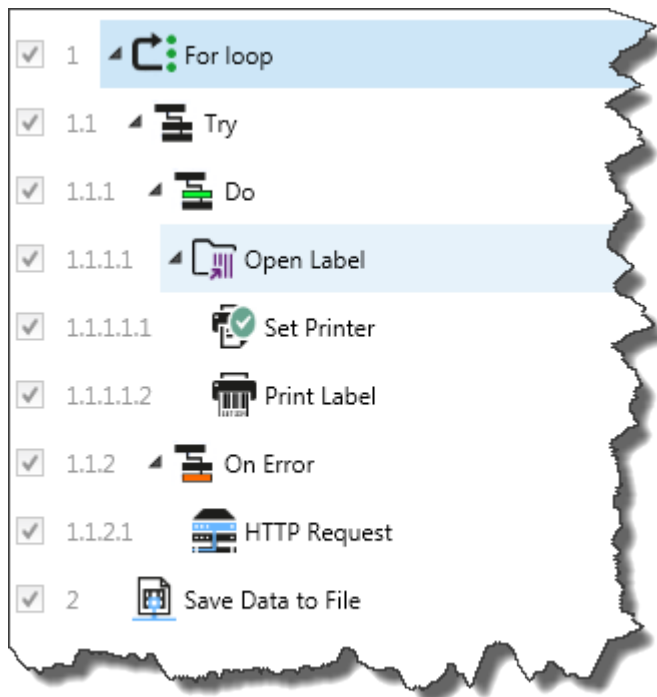 1 For loop
1.1 Try
1.1.1 Do
1.1.1.1 Open Label
1.1.1.1.1 Set Printer
1.1.1.1.2 Print Label
1.1.2 On Error
1.1.2.1 HTTP Request
2 Save Data to File